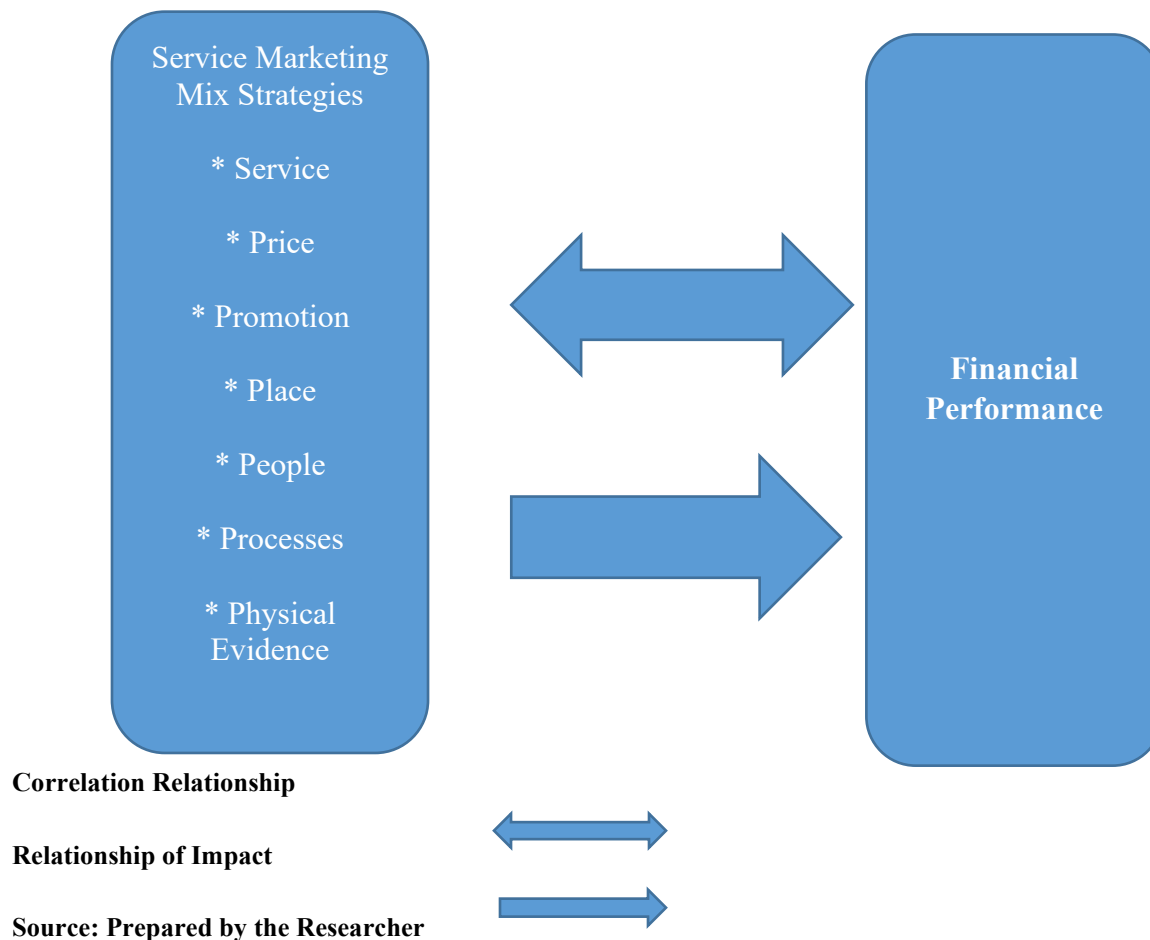 Service Marketing
Mix Strategies
* Service
* Price
* Promotion
* Place
* People
* Processes
* Physical
Evidence
Financial
Performance
Correlation Relationship
Relationship of Impact
Source: Prepared by the Researcher